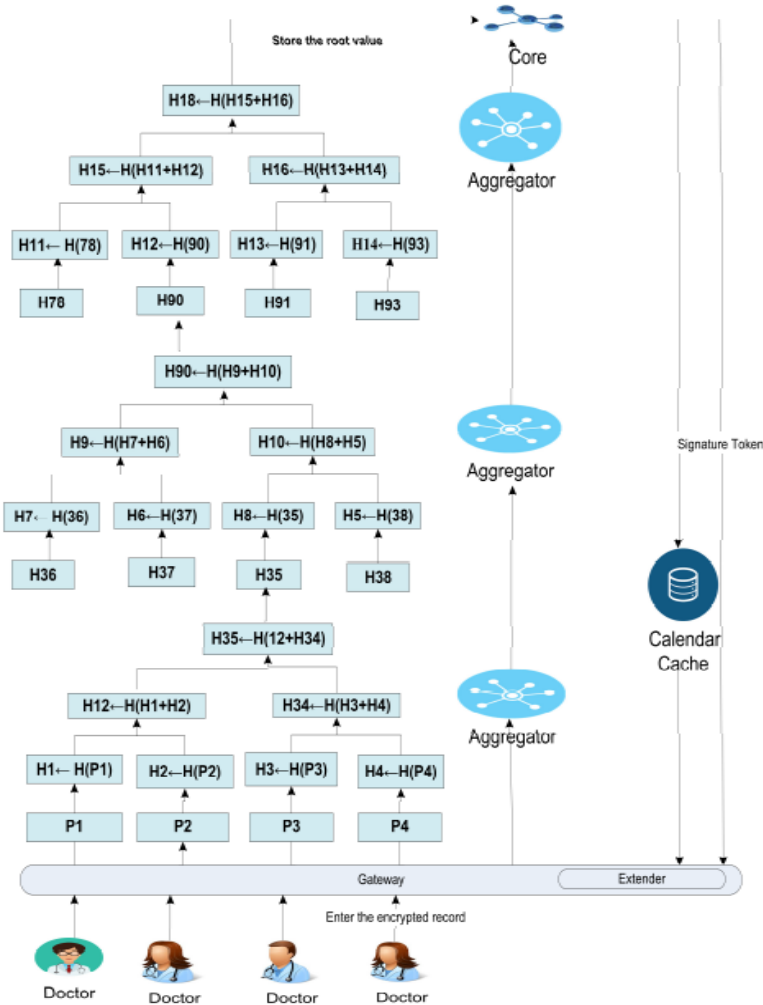 Store the root value
Core
H18←H(H15+H16)
H15←H(H11+H12)
H16←H(H13+H14)
Aggregator
H11← H(78)
H12←H(90)
H13←H(91)
H14←H(93)
H78
H90
H91
H93
H90←H(H9+H10)
H9←H(H7+H6)
H10←H(H8+H5)
Aggregator
Signature Token
H7← H(36)
H6←H(37)
H8←H(35)
H5←H(38)
H36
H37
H35
H38
H35←H(12+H34)
Calendar
Cache
H12←H(H1+H2)
H34←H(H3+H4)
Aggregator
H1← H(P1)
H2←H(P2)
H3←H(P3)
H4←H(P4)
P1
P2
P3
P4
Gateway
Extender
Enter the encrypted record
Doctor
Doctor
Doctor
Doctor